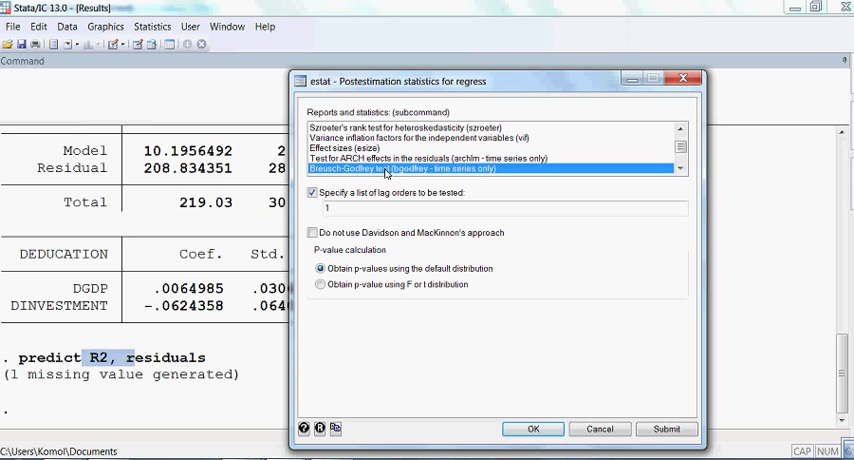 Stata/IC 13.0 - [Results]
File Edit Data Graphics Statistics User Window Help
Command
Model 10.1956492 2
Residual 208.834351 28
Total 219.03 30
DEDUCATION Coef. Std.
DGDP .0064985 .030
DINVESTMENT -.0624358 .064
. predict R2, residuals
(1 missing value generated)
.
C:\Users\Komol\Documents
CAP NUM
estat - Postestimation statistics for regress
Reports and statistics: (subcommand)
Szroeter's rank test for heteroskedasticity (szroeter)
Variance inflation factors for the independent variables (vif)
Effect sizes (esize)
Test for ARCH effects in the residuals (archlm - time series only)
Breusch-Godfrey test (bgodfrey - time series only)
Specify a list of lag orders to be tested:
1
Do not use Davidson and MacKinnon's approach
P-value calculation
Obtain p-values using the default distribution
Obtain p-value using F or t distribution
OK Cancel Submit